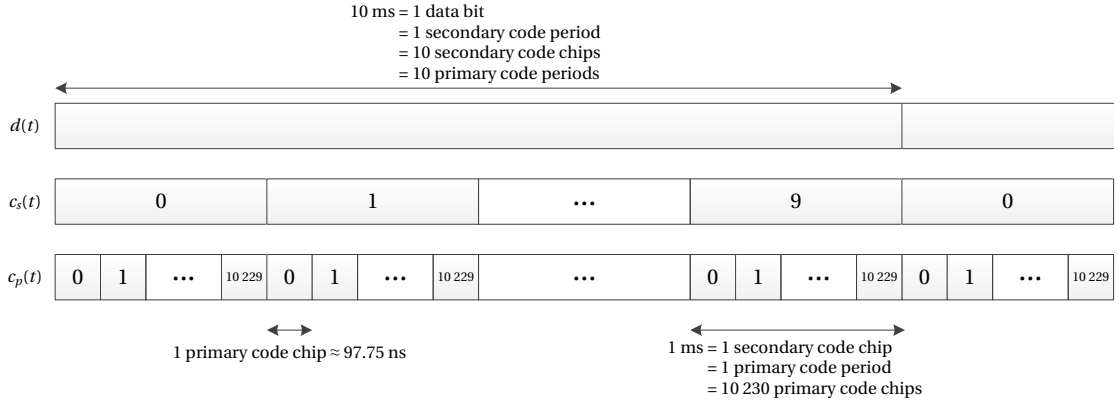 10 ms = 1 data bit
= 1 secondary code period
= 10 secondary code chips
= 10 primary code periods
d(t)
c_s(t) 0 1 ... 9 0
c_p(t) 0 1 ... 10 229 0 1 ... 10 229 ... 0 1 ... 10 229 0 1 ... 10 229
1 primary code chip ≈ 97.75 ns
1 ms = 1 secondary code chip
= 1 primary code period
= 10 230 primary code chips